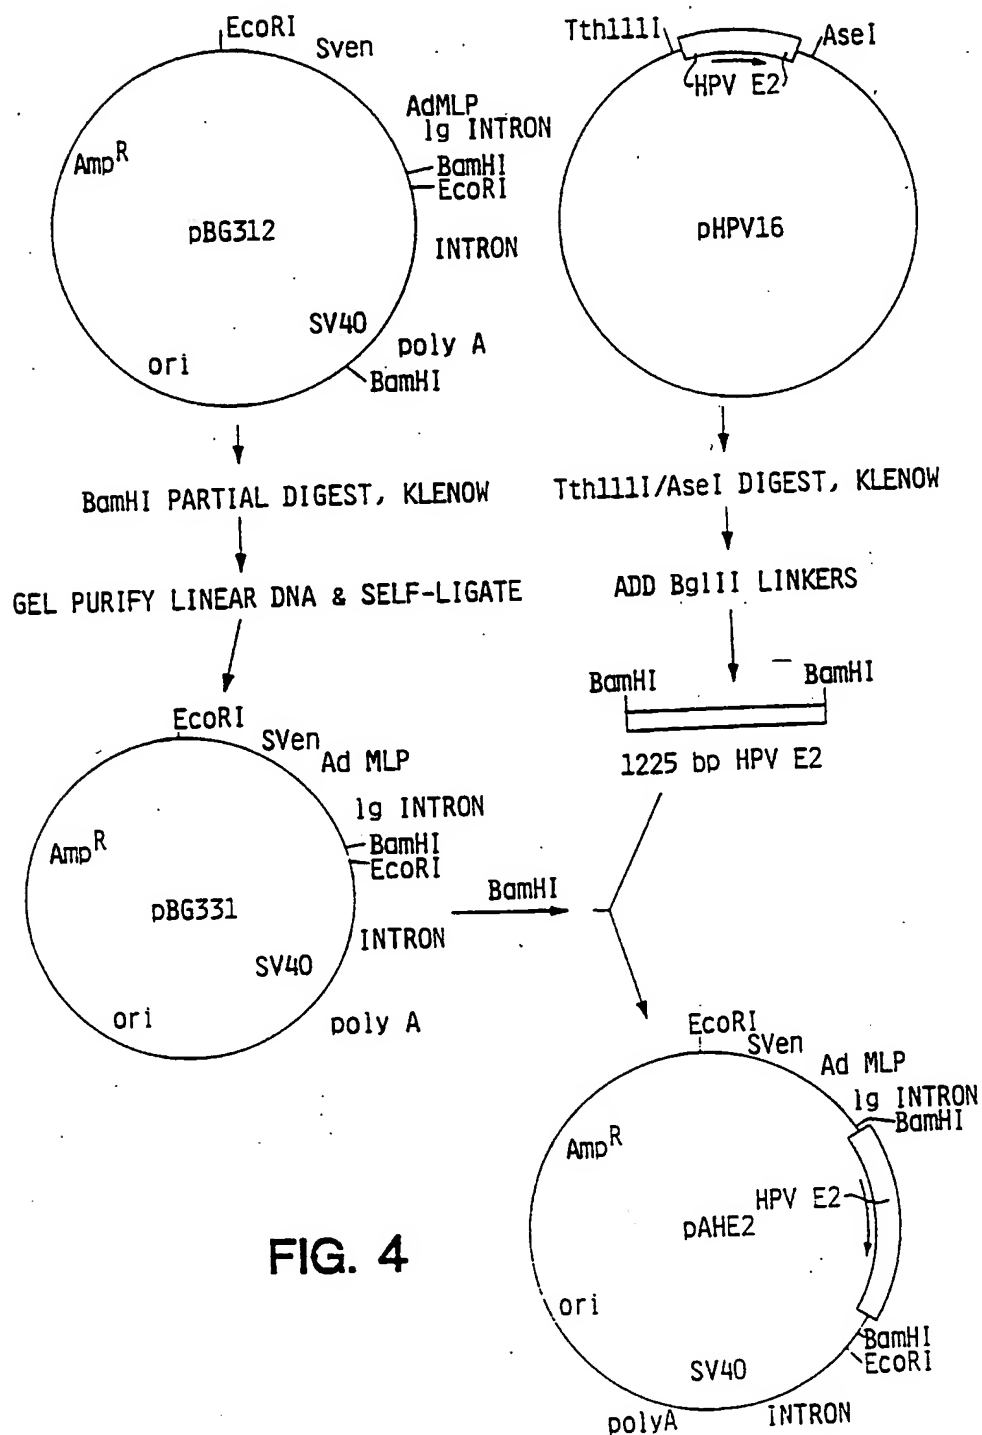 EcoRI
Sven
AdMLP
lg INTRON
BamHI
EcoRI
AmpR
pBG312
INTRON
SV40
poly A
ori
BamHI
Tth111I
AseI
HPV E2
pHPV16
BamHI PARTIAL DIGEST, KLENOW
Tth111I/AseI DIGEST, KLENOW
GEL PURIFY LINEAR DNA & SELF-LIGATE
ADD BglII LINKERS
BamHI
BamHI
1225 bp HPV E2
EcoRI
SVen
Ad MLP
lg INTRON
BamHI
EcoRI
AmpR
pBG331
INTRON
SV40
ori
poly A
BamHI
EcoRI
SVen
Ad MLP
lg INTRON
BamHI
AmpR
HPV E2
pAHE2
ori
BamHI
EcoRI
SV40
polyA
INTRON
FIG. 4